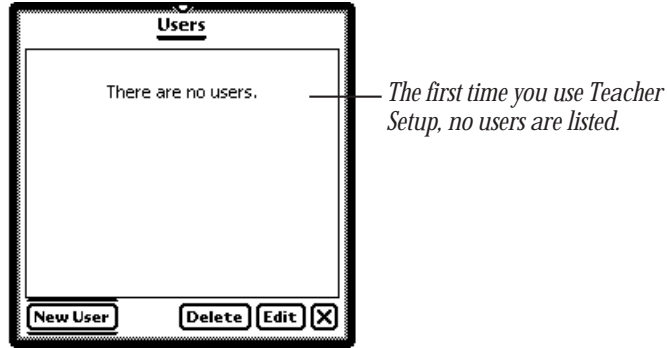 Users
There are no users.
The first time you use Teacher
Setup, no users are listed.
New User Delete Edit X